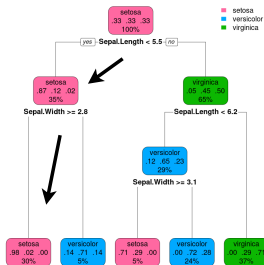 setosa
.33 .33 .33
100%
setosa
versicolor
virginica
yes Sepal.Length < 5.5 no
setosa
.87 .12 .02
35%
virginica
.05 .45 .50
65%
Sepal.Width >= 2.8
Sepal.Length < 6.2
versicolor
.12 .65 .23
29%
Sepal.Width >= 3.1
setosa
.98 .02 .00
30%
versicolor
.14 .71 .14
5%
setosa
.71 .29 .00
5%
versicolor
.00 .72 .28
24%
virginica
.00 .29 .71
37%